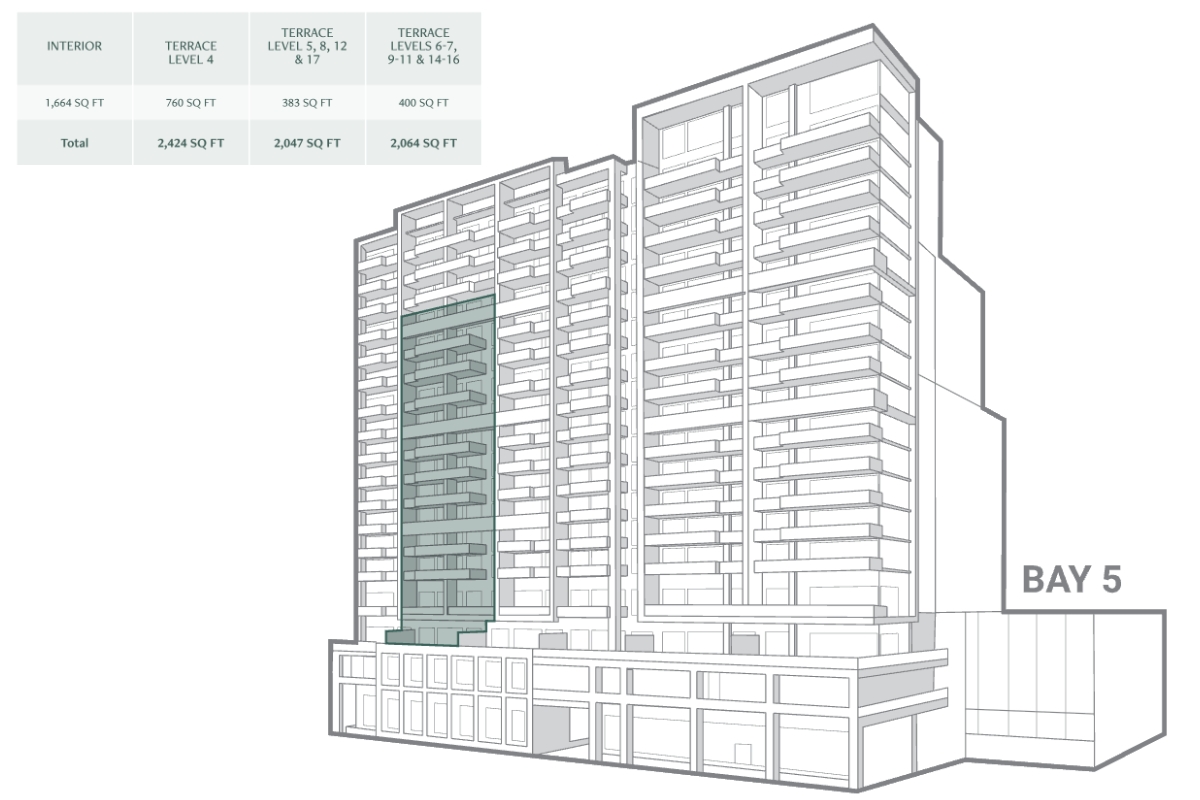 INTERIOR
TERRACE
LEVEL 4
TERRACE
LEVEL 5, 8, 12
& 17
TERRACE
LEVELS 6-7,
9-11 & 14-16
1,664 SQ FT
760 SQ FT
383 SQ FT
400 SQ FT
Total
2,424 SQ FT
2,047 SQ FT
2,064 SQ FT
BAY 5